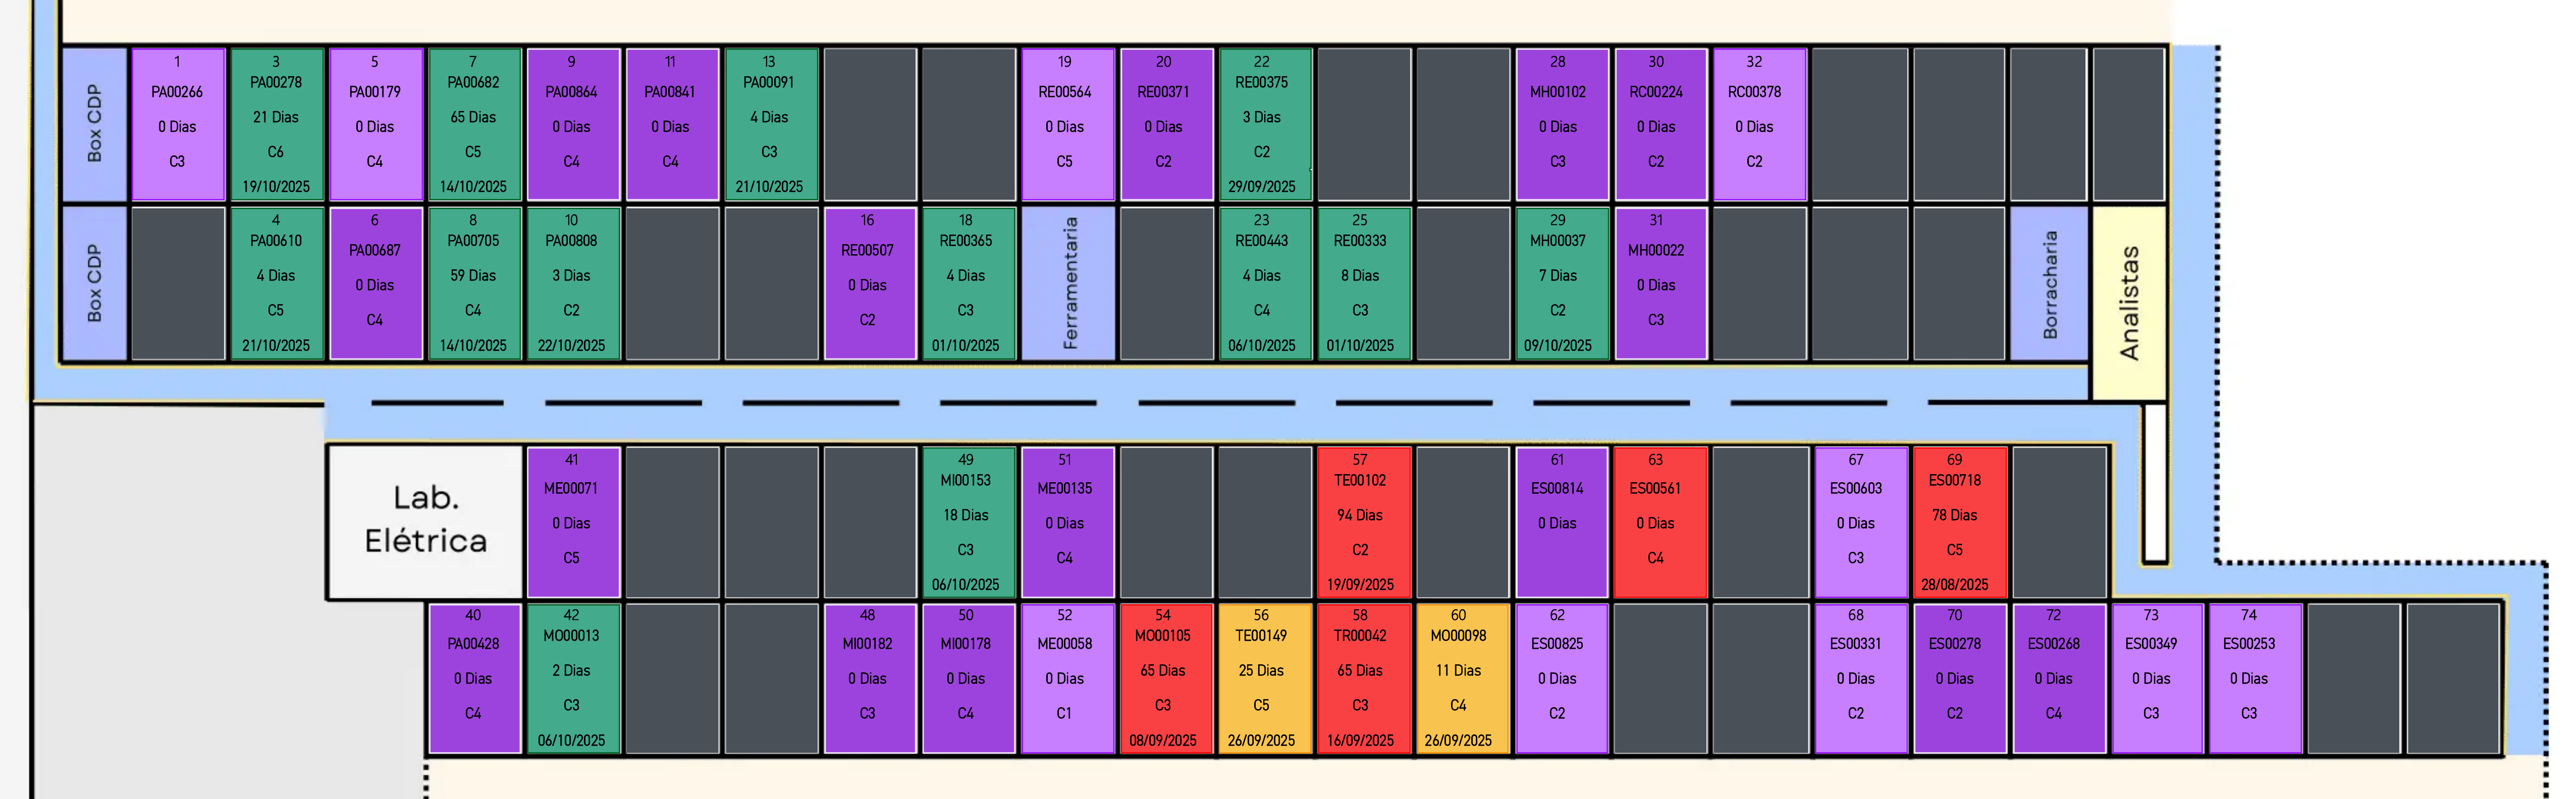 Box CDP
1
PA00266
0 Dias
C3
3
PA00278
21 Dias
C6
19/10/2025
5
PA00179
0 Dias
C4
7
PA00682
65 Dias
C5
14/10/2025
9
PA00864
0 Dias
C4
11
PA00841
0 Dias
C4
13
PA00091
4 Dias
C3
21/10/2025
19
RE00564
0 Dias
C5
20
RE00371
0 Dias
C2
22
RE00375
3 Dias
C2
29/09/2025
28
MH00102
0 Dias
C3
30
RC00224
0 Dias
C2
32
RC00378
0 Dias
C2
Box CDP
4
PA00610
4 Dias
C5
21/10/2025
6
PA00687
0 Dias
C4
8
PA00705
59 Dias
C4
14/10/2025
10
PA00808
3 Dias
C2
22/10/2025
16
RE00507
0 Dias
C2
18
RE00365
4 Dias
C3
01/10/2025
Ferramentaria
23
RE00443
4 Dias
C4
06/10/2025
25
RE00333
8 Dias
C3
01/10/2025
29
MH00037
7 Dias
C2
09/10/2025
31
MH00022
0 Dias
C3
Borracharia
Analistas
Lab.
Elétrica
41
ME00071
0 Dias
C5
49
MI00153
18 Dias
C3
06/10/2025
51
ME00135
0 Dias
C4
57
TE00102
94 Dias
C2
19/09/2025
61
ES00814
0 Dias
63
ES00561
0 Dias
C4
67
ES00603
0 Dias
C3
69
ES00718
78 Dias
C5
28/08/2025
40
PA00428
0 Dias
C4
42
MO00013
2 Dias
C3
06/10/2025
48
MI00182
0 Dias
C3
50
MI00178
0 Dias
C4
52
ME00058
0 Dias
C1
54
MO00105
65 Dias
C3
08/09/2025
56
TE00149
25 Dias
C5
26/09/2025
58
TR00042
65 Dias
C3
16/09/2025
60
MO00098
11 Dias
C4
26/09/2025
62
ES00825
0 Dias
C2
68
ES00331
0 Dias
C2
70
ES00278
0 Dias
C2
72
ES00268
0 Dias
C4
73
ES00349
0 Dias
C3
74
ES00253
0 Dias
C3